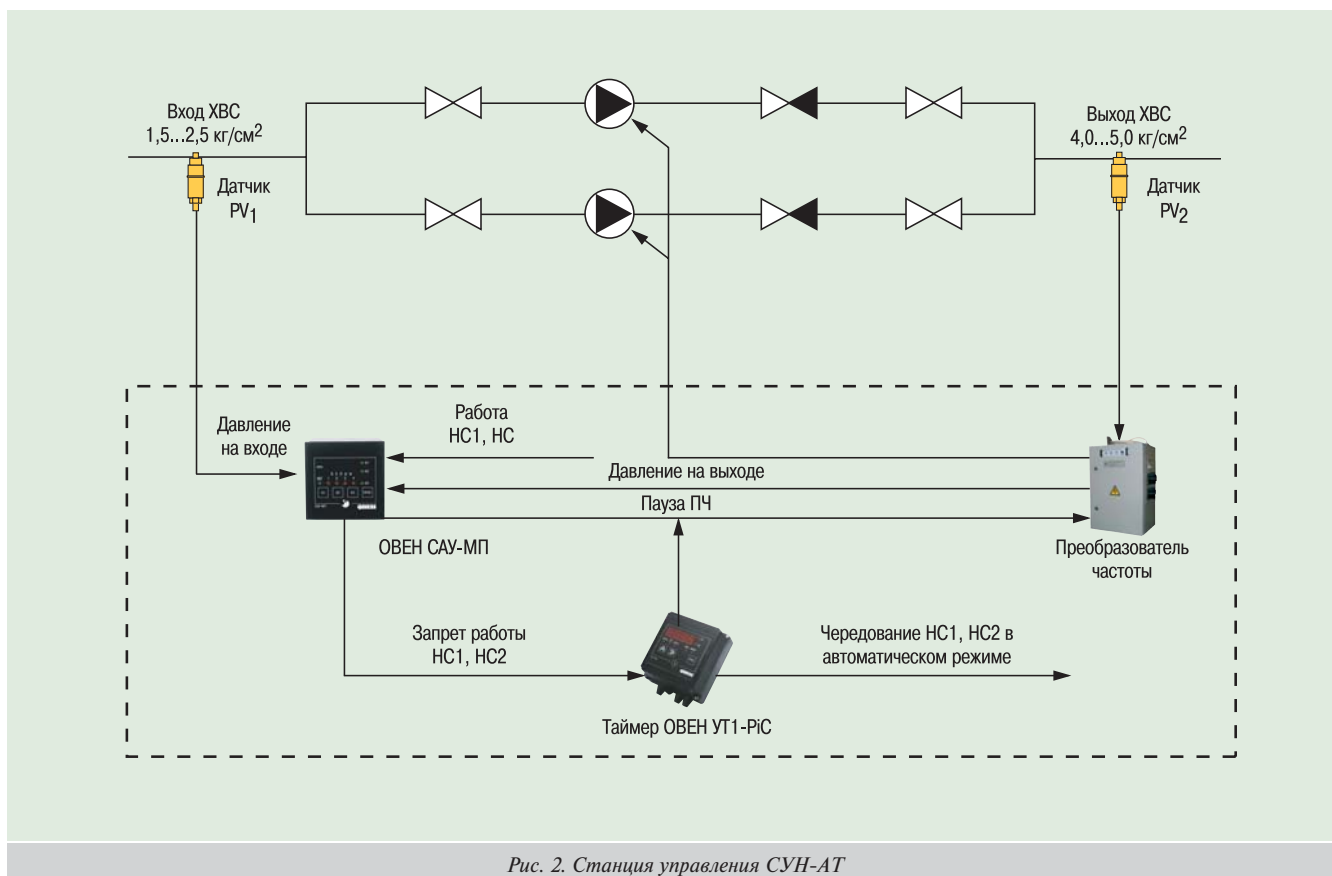 Вход ХВС
1,5...2,5 кг/см²
Датчик
PV1
Выход ХВС
4,0...5,0 кг/см²
Датчик
PV2
Давление
на входе
Работа
НС1, НС
Давление на выходе
Пауза ПЧ
ОВЕН САУ-МП
Преобразователь
частоты
Запрет работы
НС1, НС2
Чередование НС1, НС2 в
автоматическом режиме
Таймер ОВЕН УТ1-PiC
Рис. 2. Станция управления СУН-АТ